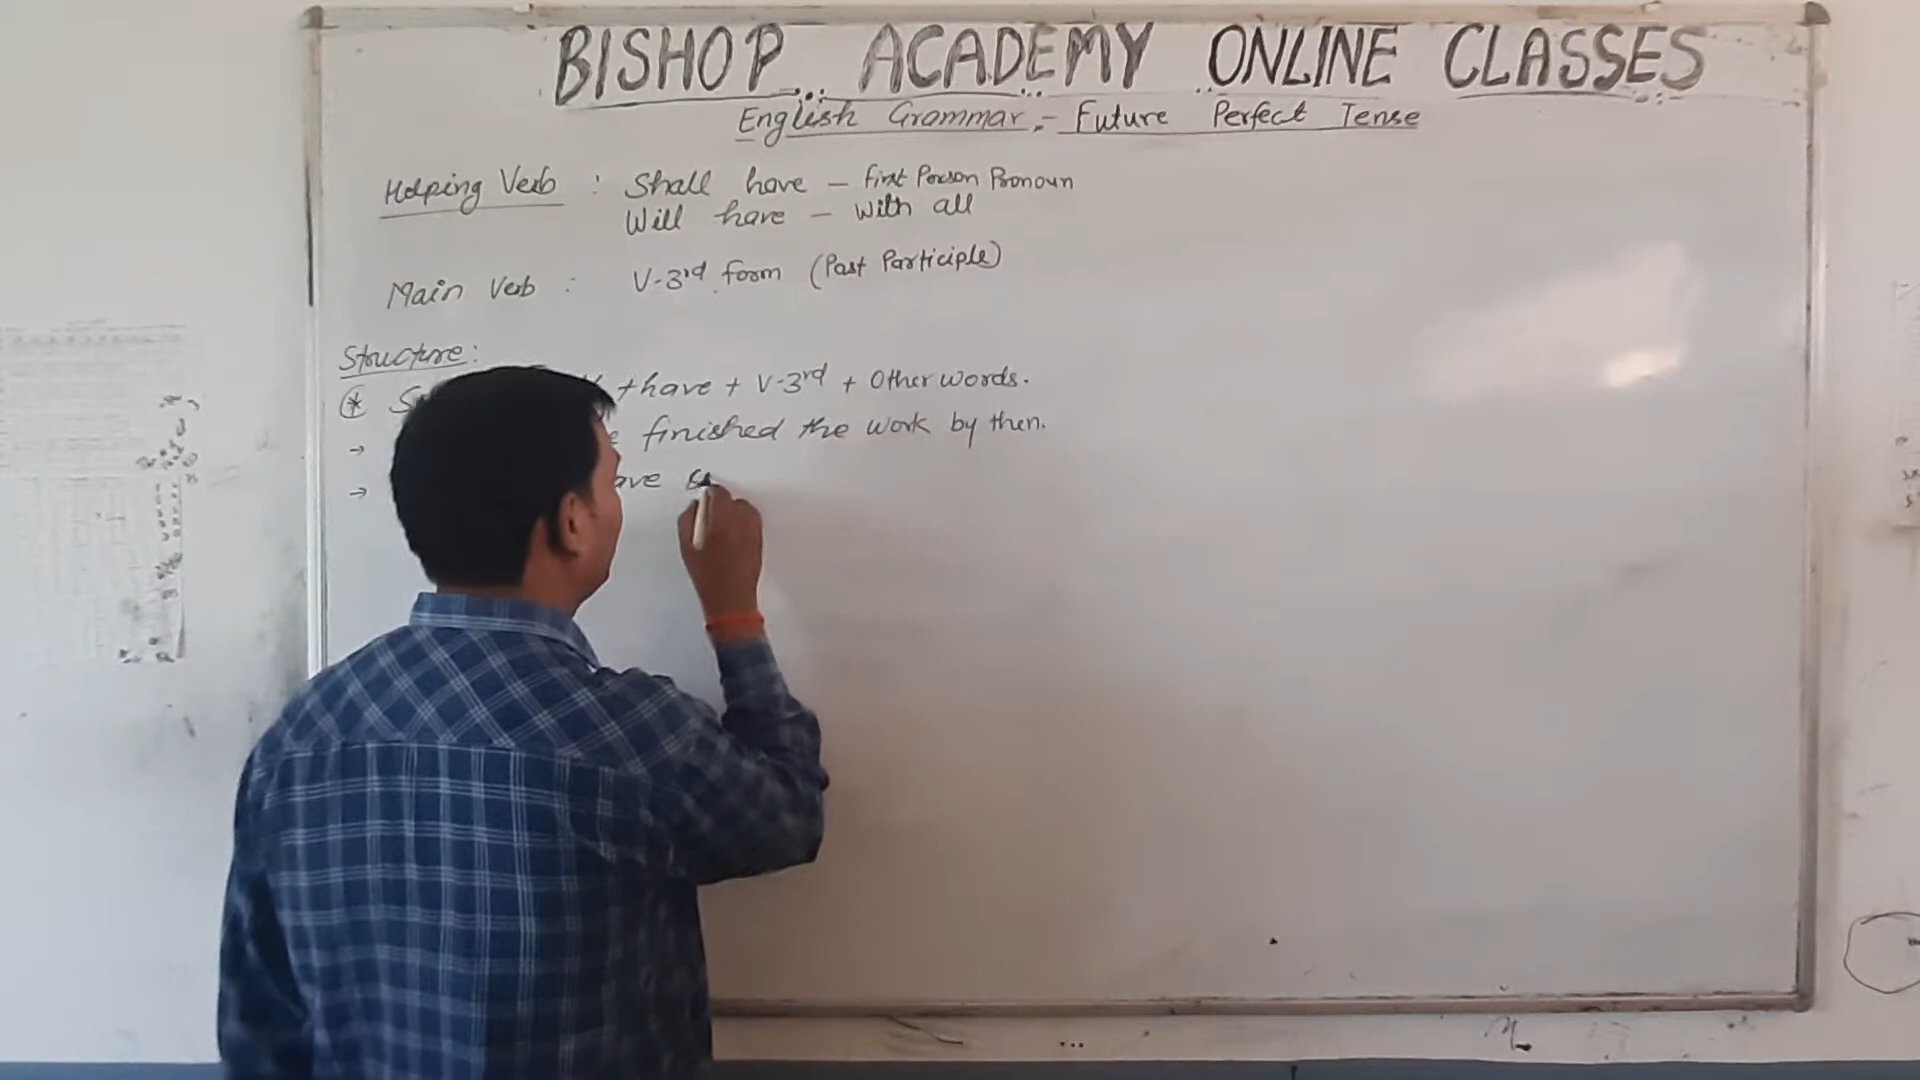 BISHOP ACADEMY ONLINE CLASSES
English Grammar :- Future Perfect Tense
Helping Verb : Shall have - first Person Pronoun
Will have - With all
Main Verb : V-3rd form (Past Participle)
Structure:
* + have + V-3rd + Other words.
→ finished the work by then.
→